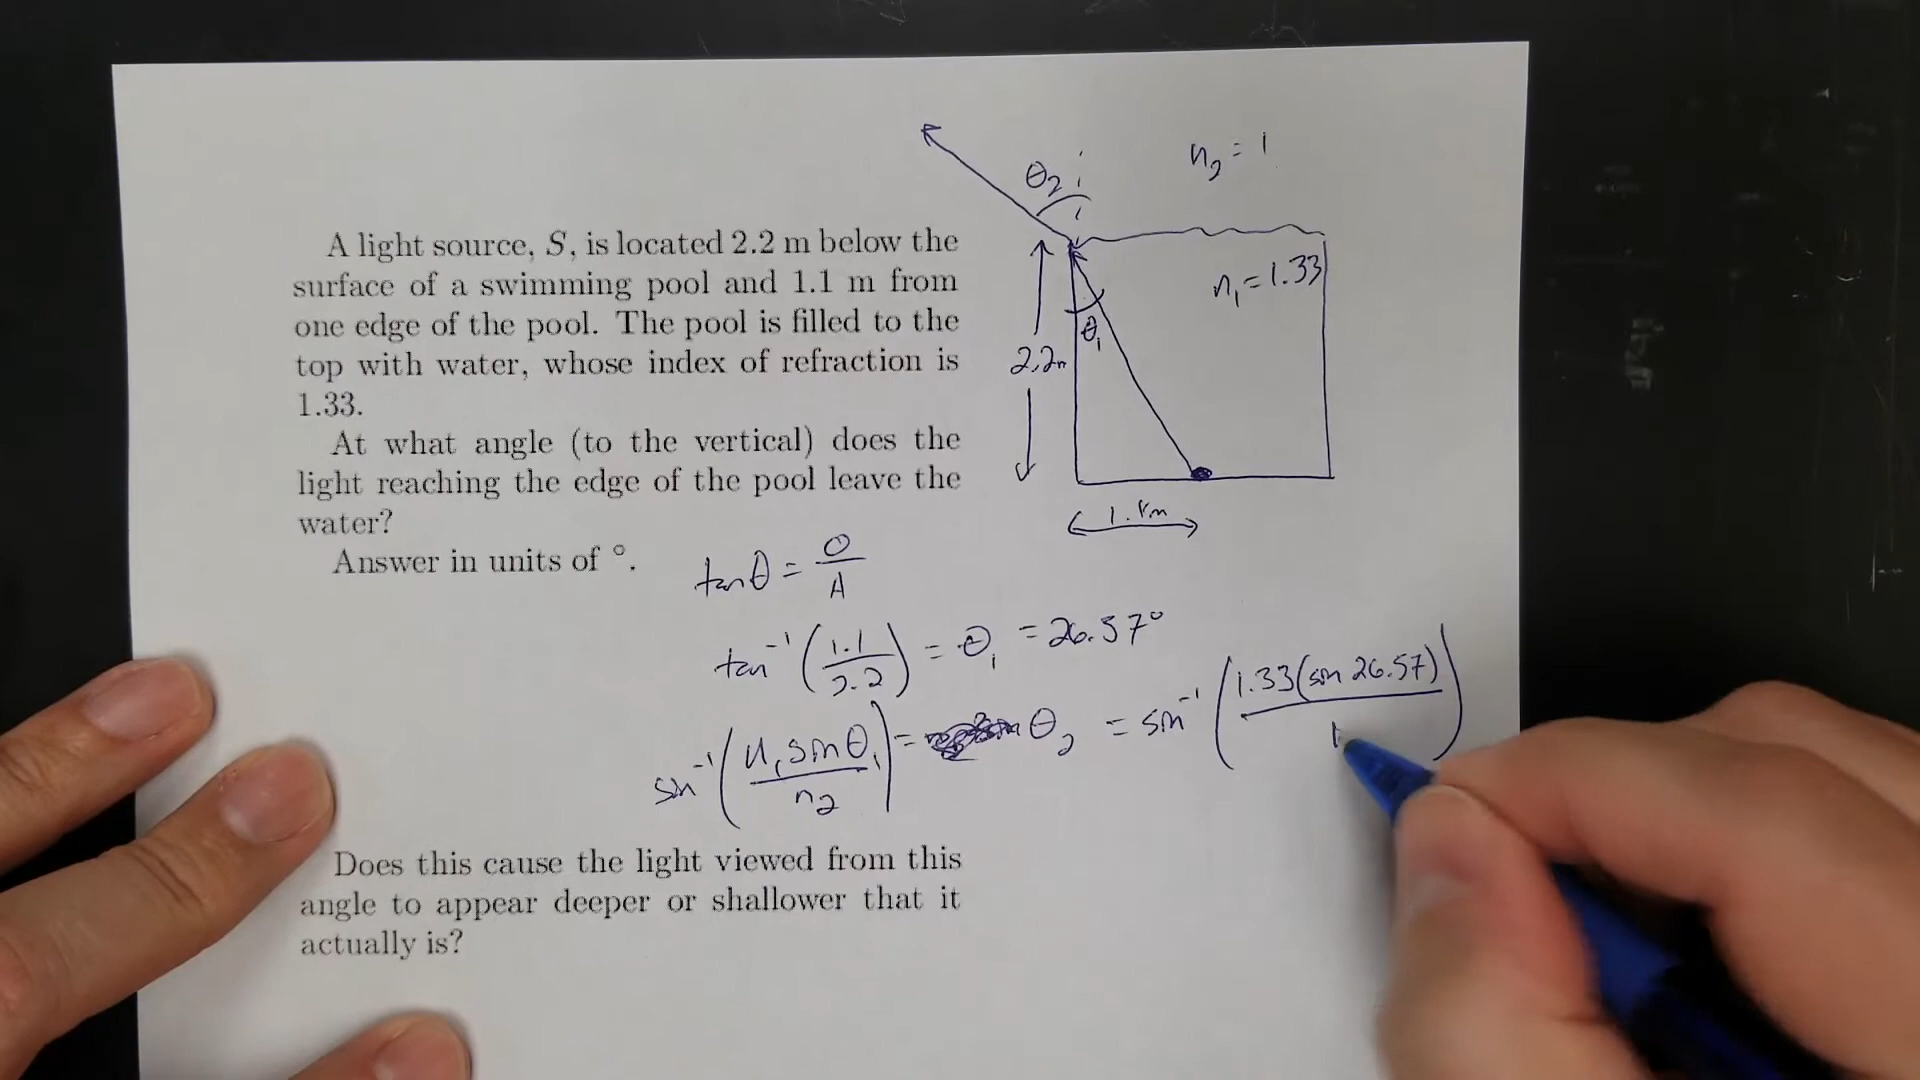 A light source, S, is located 2.2 m below the
surface of a swimming pool and 1.1 m from
one edge of the pool. The pool is filled to the
top with water, whose index of refraction is
1.33.
At what angle (to the vertical) does the
light reaching the edge of the pool leave the
water?
Answer in units of °.
θ₂
n₂ = 1
n₁ = 1.33
θ₁
2.2m
1.1m
tanθ = O/A
tan⁻¹(1.1/2.2) = θ₁ = 26.57°
sin⁻¹(n₁ sinθ₁/n₂) = θ₂ = sin⁻¹(1.33(sin 26.57)/1)
Does this cause the light viewed from this
angle to appear deeper or shallower that it
actually is?